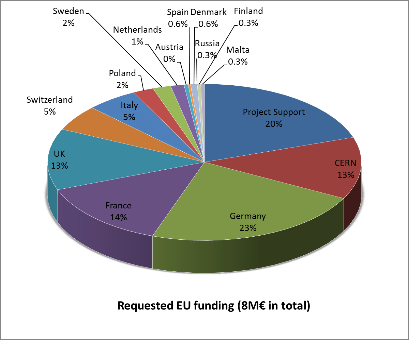 Sweden
2%
Netherlands
1%
Austria
0%
Spain
0.6%
Denmark
0.6%
Finland
0.3%
Russia
0.3%
Malta
0.3%
Poland
2%
Switzerland
5%
Italy
5%
Project Support
20%
UK
13%
CERN
13%
France
14%
Germany
23%
Requested EU funding (8M€ in total)